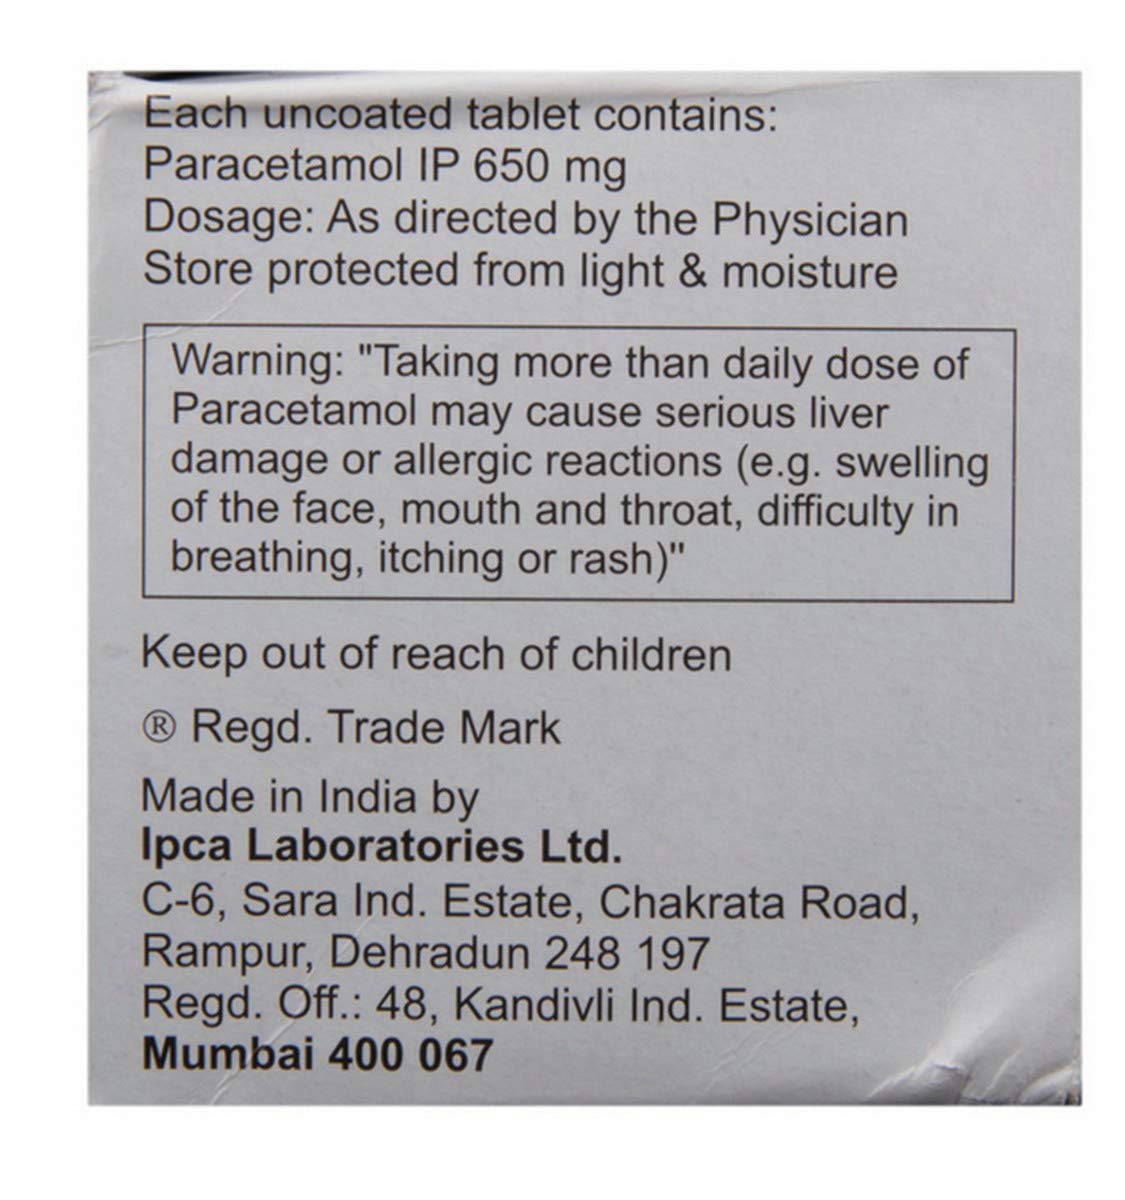 Each uncoated tablet contains:
Paracetamol IP 650 mg
Dosage: As directed by the Physician
Store protected from light & moisture
Warning: "Taking more than daily dose of
Paracetamol may cause serious liver
damage or allergic reactions (e.g. swelling
of the face, mouth and throat, difficulty in
breathing, itching or rash)"
Keep out of reach of children
® Regd. Trade Mark
Made in India by
Ipca Laboratories Ltd.
C-6, Sara Ind. Estate, Chakrata Road,
Rampur, Dehradun 248 197
Regd. Off.: 48, Kandivli Ind. Estate,
Mumbai 400 067